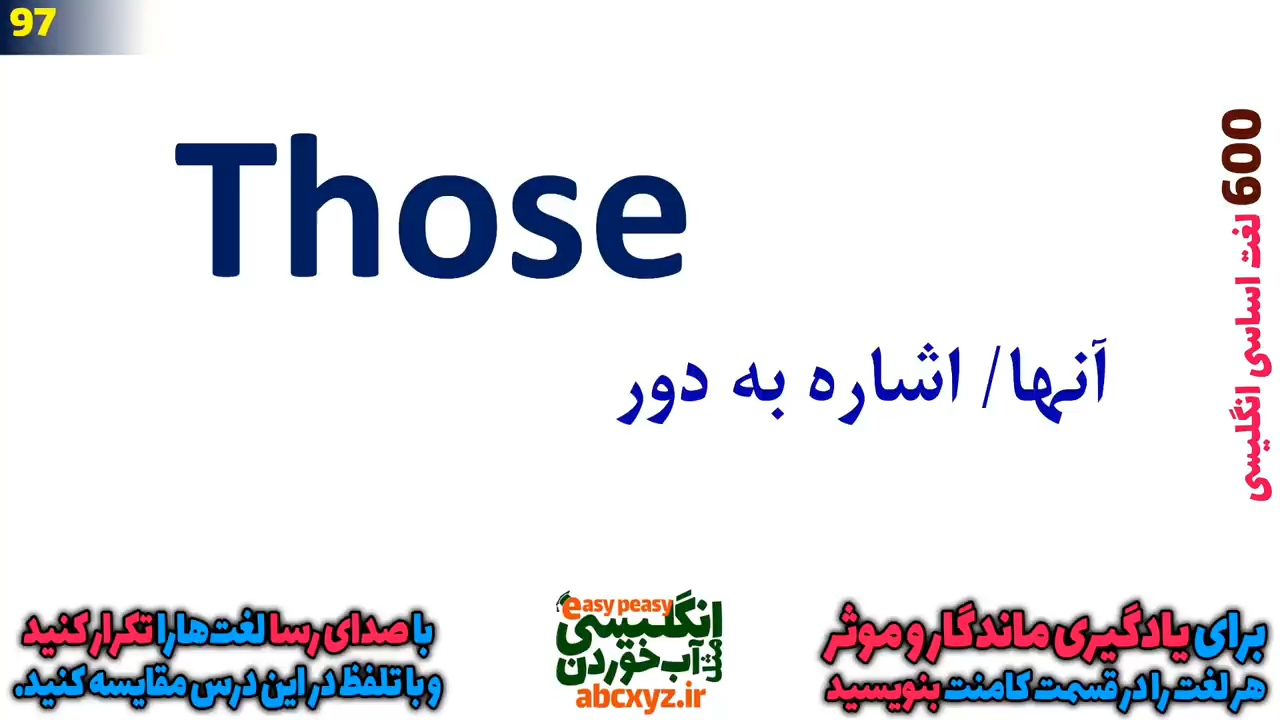 97
Those
آنها/ اشاره به دور
600 لغت اساسی انگلیسی
برای یادگیری ماندگار و موثر
هر لغت را در قسمت کامنت بنویسید
easy peasy
انگلیسی
مثل آب خوردن
abcxyz.ir
با صدای رسا لغت‌ها را تکرار کنید
و با تلفظ در این درس مقایسه کنید.